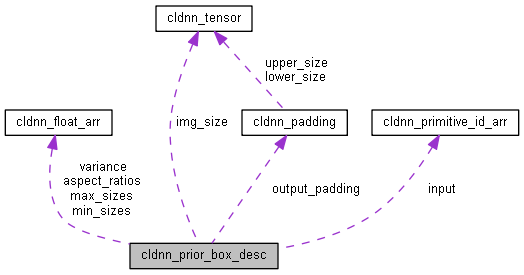 cldnn_tensor
upper_size
lower_size
cldnn_float_arr
img_size
cldnn_padding
cldnn_primitive_id_arr
variance
aspect_ratios
max_sizes
min_sizes
output_padding
input
cldnn_prior_box_desc